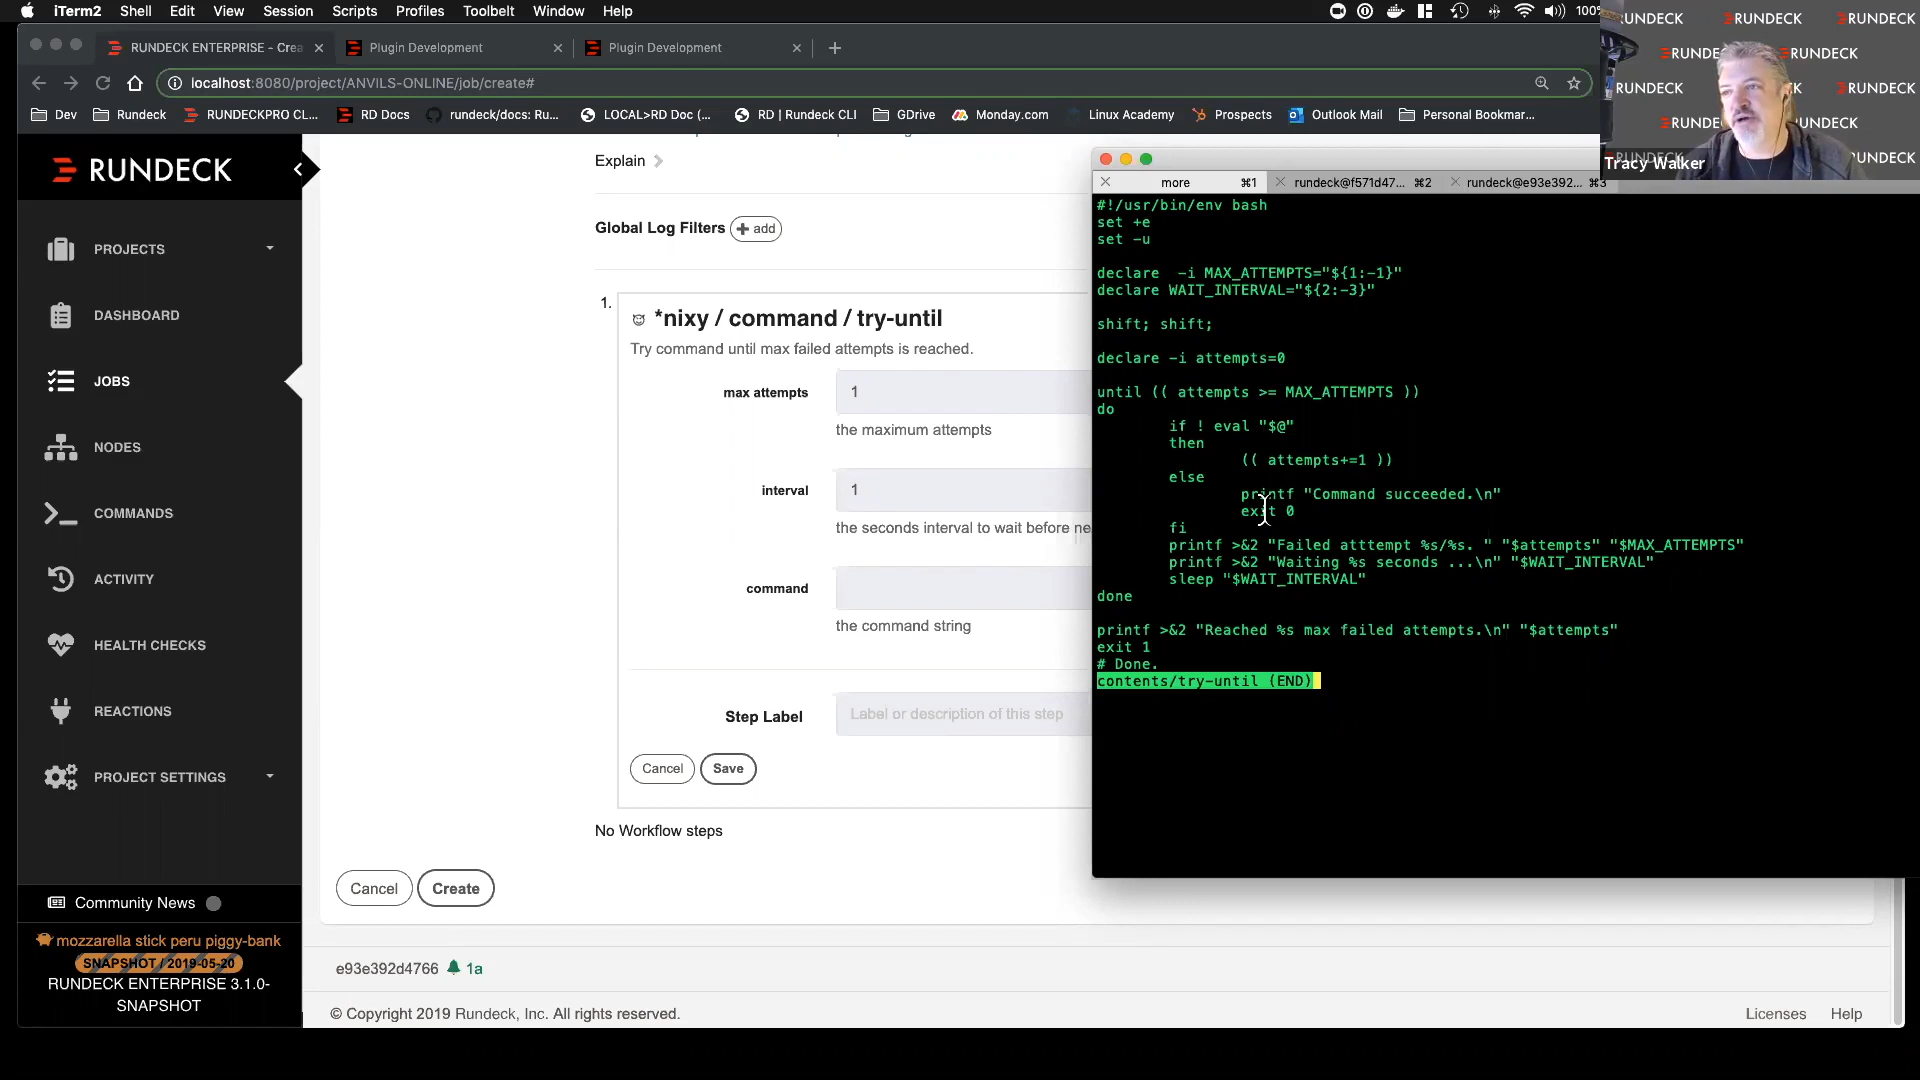 iTerm2 Shell Edit View Session Scripts Profiles Toolbelt Window Help
100%
RUNDECK ENTERPRISE - Crea
Plugin Development
Plugin Development
localhost:8080/project/ANVILS-ONLINE/job/create#
Dev Rundeck RUNDECKPRO CL... RD Docs rundeck/docs: Ru... LOCAL>RD Doc (... RD | Rundeck CLI GDrive Monday.com Linux Academy Prospects Outlook Mail Personal Bookmar...
RUNDECK RUNDECK
RUNDECK
RUNDECK RUNDECK
Tracy Walker
RUNDECK
PROJECTS
DASHBOARD
JOBS
NODES
COMMANDS
ACTIVITY
HEALTH CHECKS
REACTIONS
PROJECT SETTINGS
Community News
mozzarella stick peru piggy-bank
SNAPSHOT / 2019-05-20
RUNDECK ENTERPRISE 3.1.0-
SNAPSHOT
Explain
Global Log Filters + add
1.
*nixy / command / try-until
Try command until max failed attempts is reached.
max attempts
1
the maximum attempts
interval
1
the seconds interval to wait before ne
command
the command string
Step Label
Label or description of this step
Cancel Save
No Workflow steps
Cancel Create
e93e392d4766 1a
© Copyright 2019 Rundeck, Inc. All rights reserved.
Licenses Help
more ⌘1 rundeck@f571d47... ⌘2 rundeck@e93e392... ⌘3
#!/usr/bin/env bash
set +e
set -u
declare  -i MAX_ATTEMPTS="${1:-1}"
declare WAIT_INTERVAL="${2:-3}"
shift; shift;
declare -i attempts=0
until (( attempts >= MAX_ATTEMPTS ))
do
if ! eval "$@"
then
(( attempts+=1 ))
else
printf "Command succeeded.\n"
exit 0
fi
printf >&2 "Failed atttempt %s/%s. " "$attempts" "$MAX_ATTEMPTS"
printf >&2 "Waiting %s seconds ...\n" "$WAIT_INTERVAL"
sleep "$WAIT_INTERVAL"
done
printf >&2 "Reached %s max failed attempts.\n" "$attempts"
exit 1
# Done.
contents/try-until (END)